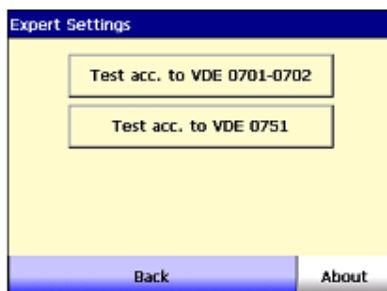 Expert Settings
Test acc. to VDE 0701-0702
Test acc. to VDE 0751
Back
About